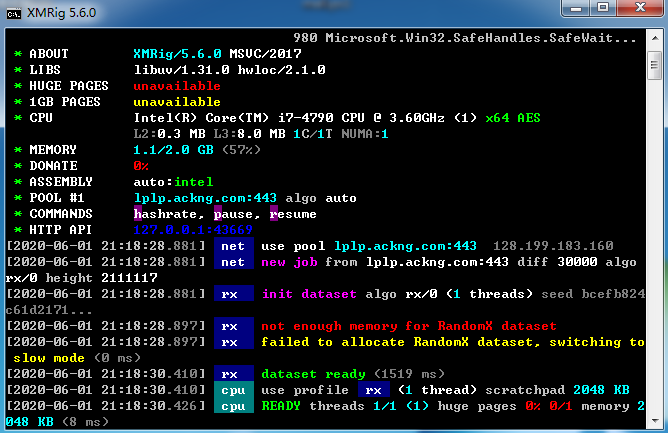 XMRig 5.6.0
980 Microsoft.Win32.SafeHandles.SafeWait...
* ABOUT XMRig/5.6.0 MSVC/2017
* LIBS libuv/1.31.0 hwloc/2.1.0
* HUGE PAGES unavailable
* 1GB PAGES unavailable
* CPU Intel(R) Core(TM) i7-4790 CPU @ 3.60GHz (1) x64 AES
L2:0.3 MB L3:8.0 MB 1C/1T NUMA:1
* MEMORY 1.1/2.0 GB (57%)
* DONATE 0%
* ASSEMBLY auto:intel
* POOL #1 lplp.ackng.com:443 algo auto
* COMMANDS hashrate, pause, resume
* HTTP API 127.0.0.1:43669
[2020-06-01 21:18:28.881] net use pool lplp.ackng.com:443 128.199.183.160
[2020-06-01 21:18:28.881] net new job from lplp.ackng.com:443 diff 30000 algo
rx/0 height 2111117
[2020-06-01 21:18:28.881] rx init dataset algo rx/0 (1 threads) seed bcefb824
c61d2171...
[2020-06-01 21:18:28.897] rx not enough memory for RandomX dataset
[2020-06-01 21:18:28.897] rx failed to allocate RandomX dataset, switching to
slow mode (0 ms)
[2020-06-01 21:18:30.410] rx dataset ready (1519 ms)
[2020-06-01 21:18:30.410] cpu use profile rx (1 thread) scratchpad 2048 KB
[2020-06-01 21:18:30.426] cpu READY threads 1/1 (1) huge pages 0% 0/1 memory 2
048 KB (8 ms)